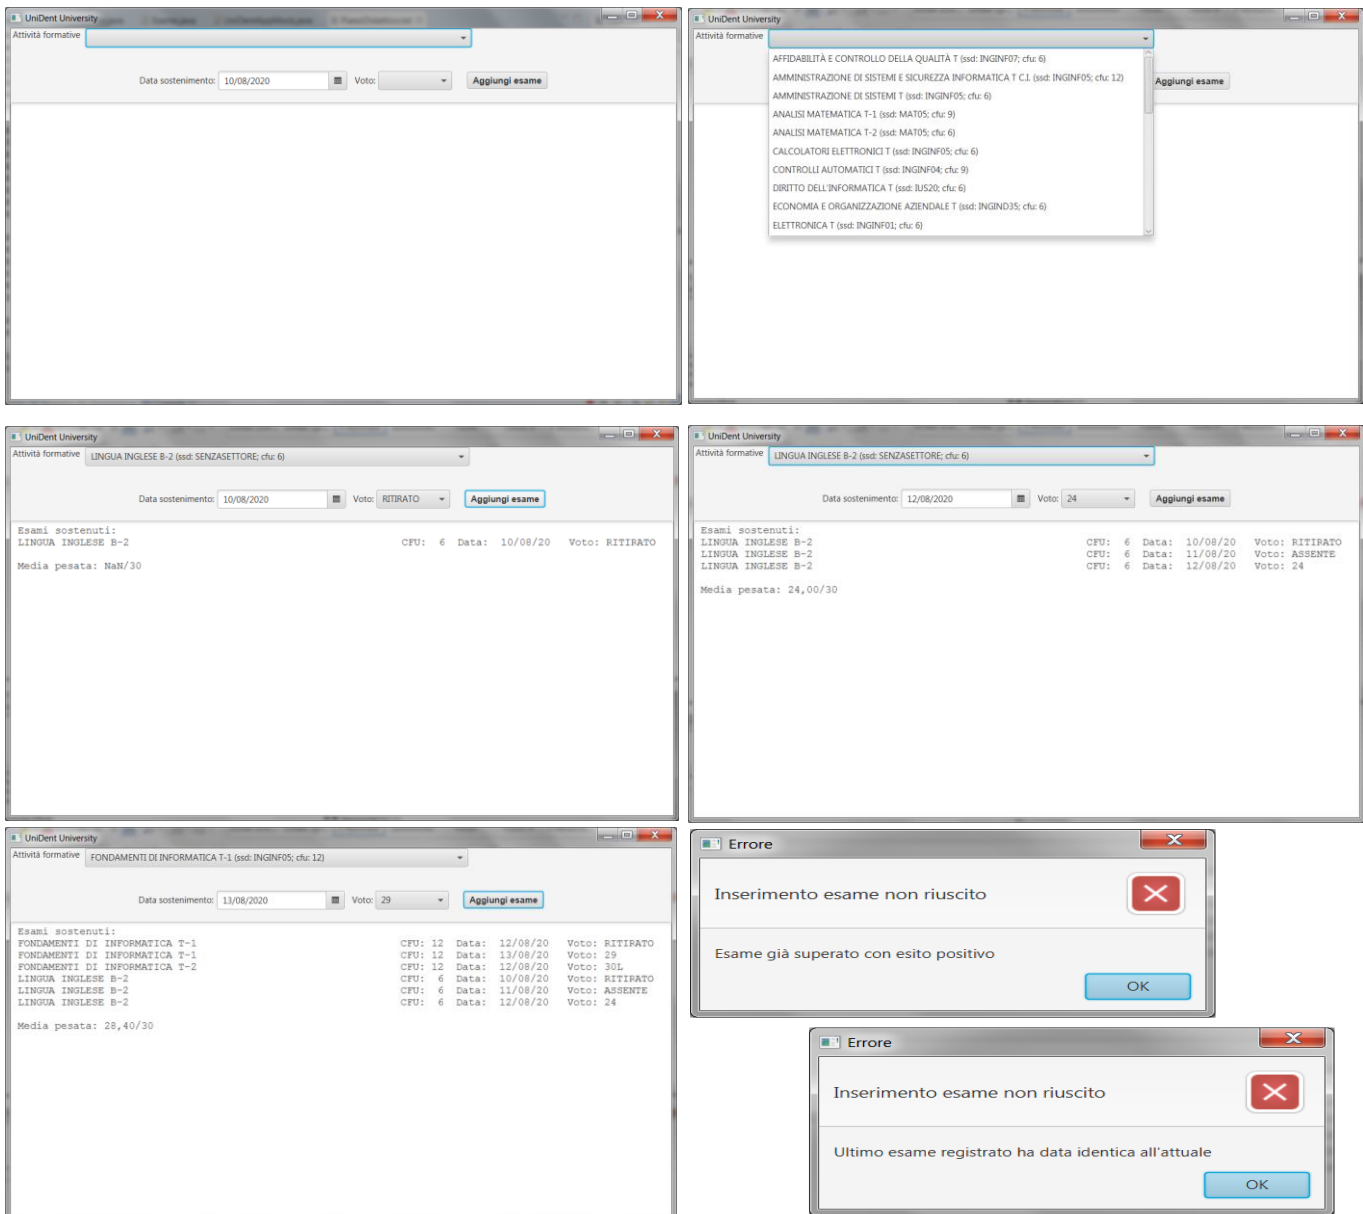 UniDent University
Attività formative
Data sostenimento: 10/08/2020 Voto: Aggiungi esame
UniDent University
Attività formative
AFFIDABILITÀ E CONTROLLO DELLA QUALITÀ T (ssd: INGINF07; cfu: 6)
AMMINISTRAZIONE DI SISTEMI E SICUREZZA INFORMATICA T C.I. (ssd: INGINF05; cfu: 12)
Aggiungi esame
AMMINISTRAZIONE DI SISTEMI T (ssd: INGINF05; cfu: 6)
ANALISI MATEMATICA T-1 (ssd: MAT05; cfu: 9)
ANALISI MATEMATICA T-2 (ssd: MAT05; cfu: 6)
CALCOLATORI ELETTRONICI T (ssd: INGINF05; cfu: 6)
CONTROLLI AUTOMATICI T (ssd: INGINF04; cfu: 9)
DIRITTO DELL'INFORMATICA T (ssd: IUS20; cfu: 6)
ECONOMIA E ORGANIZZAZIONE AZIENDALE T (ssd: INGIND35; cfu: 6)
ELETTRONICA T (ssd: INGINF01; cfu: 6)
UniDent University
Attività formative LINGUA INGLESE B-2 (ssd: SENZASETTORE; cfu: 6)
Data sostenimento: 10/08/2020 Voto: RITIRATO Aggiungi esame
Esami sostenuti:
LINGUA INGLESE B-2 CFU: 6 Data: 10/08/20 Voto: RITIRATO
Media pesata: NaN/30
UniDent University
Attività formative LINGUA INGLESE B-2 (ssd: SENZASETTORE; cfu: 6)
Data sostenimento: 12/08/2020 Voto: 24 Aggiungi esame
Esami sostenuti:
LINGUA INGLESE B-2 CFU: 6 Data: 10/08/20 Voto: RITIRATO
LINGUA INGLESE B-2 CFU: 6 Data: 11/08/20 Voto: ASSENTE
LINGUA INGLESE B-2 CFU: 6 Data: 12/08/20 Voto: 24
Media pesata: 24,00/30
UniDent University
Attività formative FONDAMENTI DI INFORMATICA T-1 (ssd: INGINF05; cfu: 12)
Data sostenimento: 13/08/2020 Voto: 29 Aggiungi esame
Esami sostenuti:
FONDAMENTI DI INFORMATICA T-1 CFU: 12 Data: 12/08/20 Voto: RITIRATO
FONDAMENTI DI INFORMATICA T-1 CFU: 12 Data: 13/08/20 Voto: 29
FONDAMENTI DI INFORMATICA T-2 CFU: 12 Data: 12/08/20 Voto: 30L
LINGUA INGLESE B-2 CFU: 6 Data: 10/08/20 Voto: RITIRATO
LINGUA INGLESE B-2 CFU: 6 Data: 11/08/20 Voto: ASSENTE
LINGUA INGLESE B-2 CFU: 6 Data: 12/08/20 Voto: 24
Media pesata: 28,40/30
Errore
Inserimento esame non riuscito
Esame già superato con esito positivo
OK
Errore
Inserimento esame non riuscito
Ultimo esame registrato ha data identica all'attuale
OK